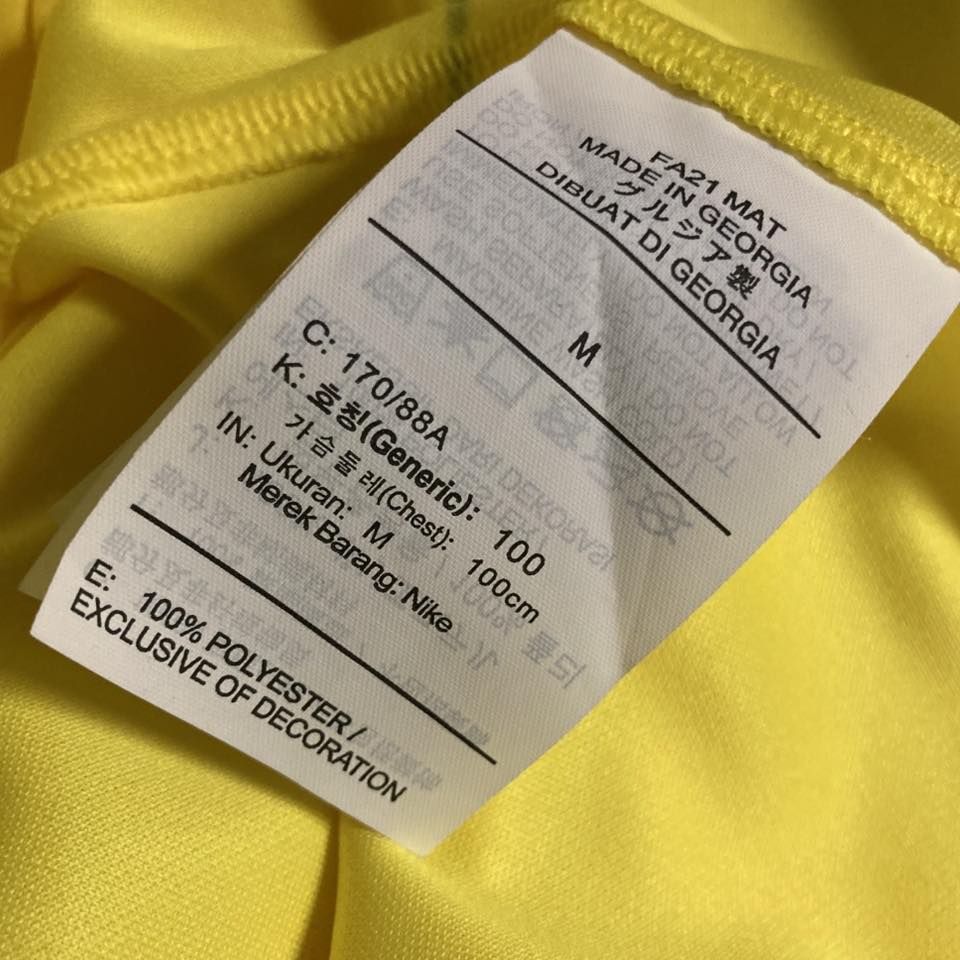 FA21 MAT
MADE IN GEORGIA
グルジア製
DIBUAT DI GEORGIA
M
C: 170/88A
K: 호칭(Generic): 100
가슴둘레(Chest): 100cm
IN: Ukuran: M
Merek Barang: Nike
E: 100% POLYESTER /
EXCLUSIVE OF DECORATION